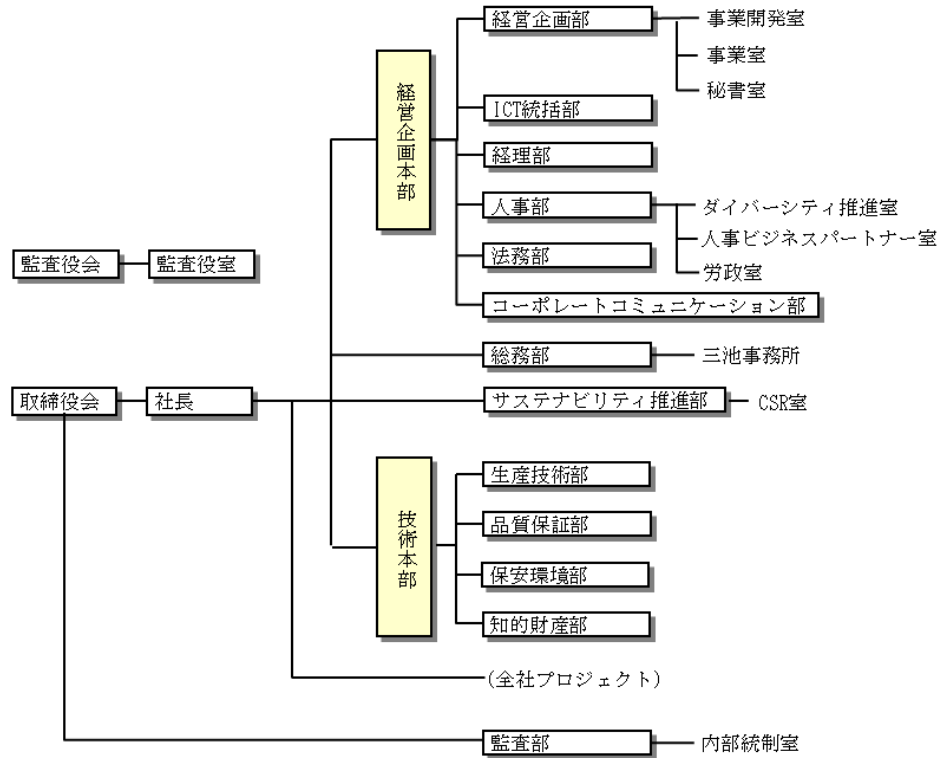 経営企画部
事業開発室
事業室
秘書室
経営企画本部
ICT統括部
経理部
人事部
ダイバーシティ推進室
人事ビジネスパートナー室
労政室
法務部
コーポレートコミュニケーション部
監査役会
監査役室
総務部
三池事務所
取締役会
社長
サステナビリティ推進部
CSR室
技術本部
生産技術部
品質保証部
保安環境部
知的財産部
(全社プロジェクト)
監査部
内部統制室